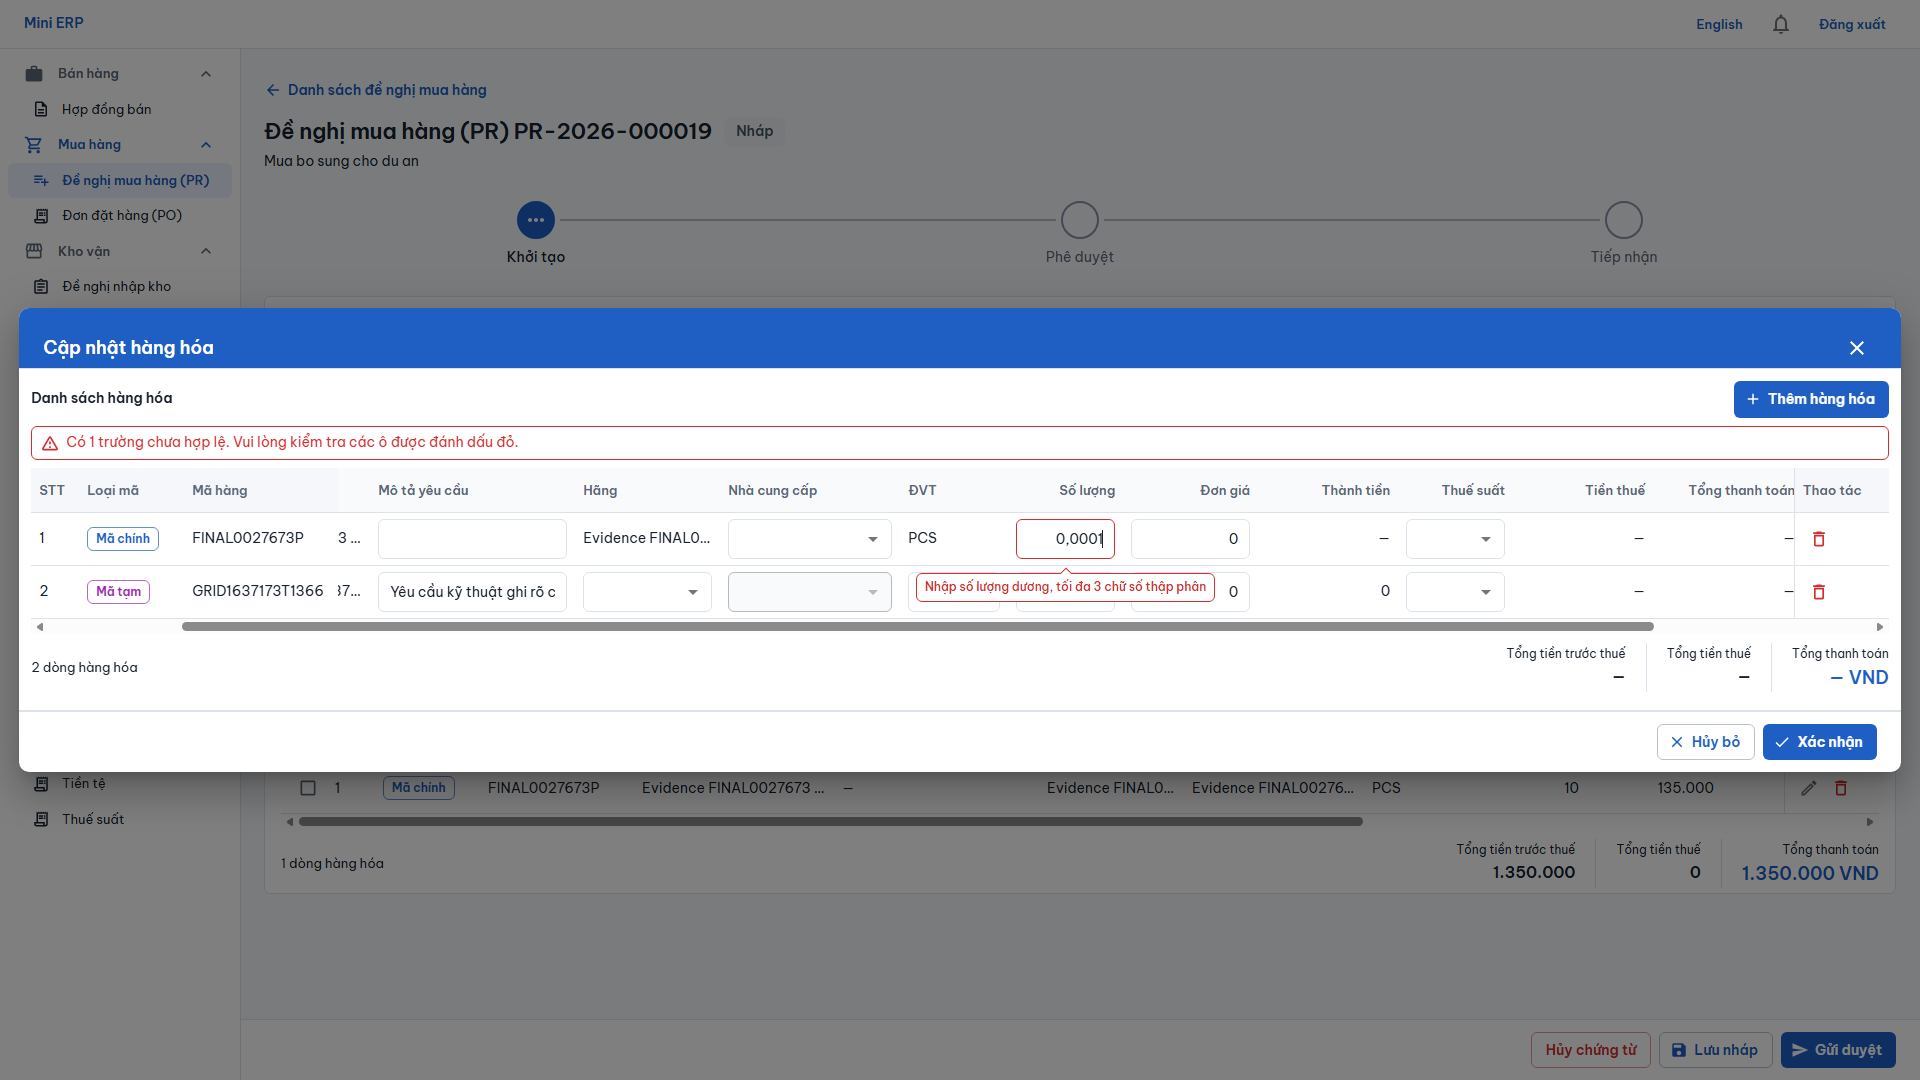 Mini ERP
English
Đăng xuất
Bán hàng
Hợp đồng bán
Mua hàng
Đề nghị mua hàng (PR)
Đơn đặt hàng (PO)
Kho vận
Đề nghị nhập kho
Danh sách đề nghị mua hàng
Đề nghị mua hàng (PR) PR-2026-000019 Nháp
Mua bo sung cho du an
Khởi tạo
Phê duyệt
Tiếp nhận
Cập nhật hàng hóa
Danh sách hàng hóa
Thêm hàng hóa
Có 1 trường chưa hợp lệ. Vui lòng kiểm tra các ô được đánh dấu đỏ.
STT Loại mã Mã hàng Mô tả yêu cầu Hãng Nhà cung cấp ĐVT Số lượng Đơn giá Thành tiền Thuế suất Tiền thuế Tổng thanh toán Thao tác
1 Mã chính FINAL0027673P 3 ... Evidence FINAL0... PCS 0,0001 0 — — —
Nhập số lượng dương, tối đa 3 chữ số thập phân
2 Mã tạm GRID1637173T1366 37... Yêu cầu kỹ thuật ghi rõ c 0 0 — —
2 dòng hàng hóa
Tổng tiền trước thuế
—
Tổng tiền thuế
—
Tổng thanh toán
— VND
Hủy bỏ
Xác nhận
Tiền tệ
Thuế suất
1 Mã chính FINAL0027673P Evidence FINAL0027673 ... — Evidence FINAL0... Evidence FINAL00276... PCS 10 135.000
1 dòng hàng hóa
Tổng tiền trước thuế
1.350.000
Tổng tiền thuế
0
Tổng thanh toán
1.350.000 VND
Hủy chứng từ
Lưu nháp
Gửi duyệt